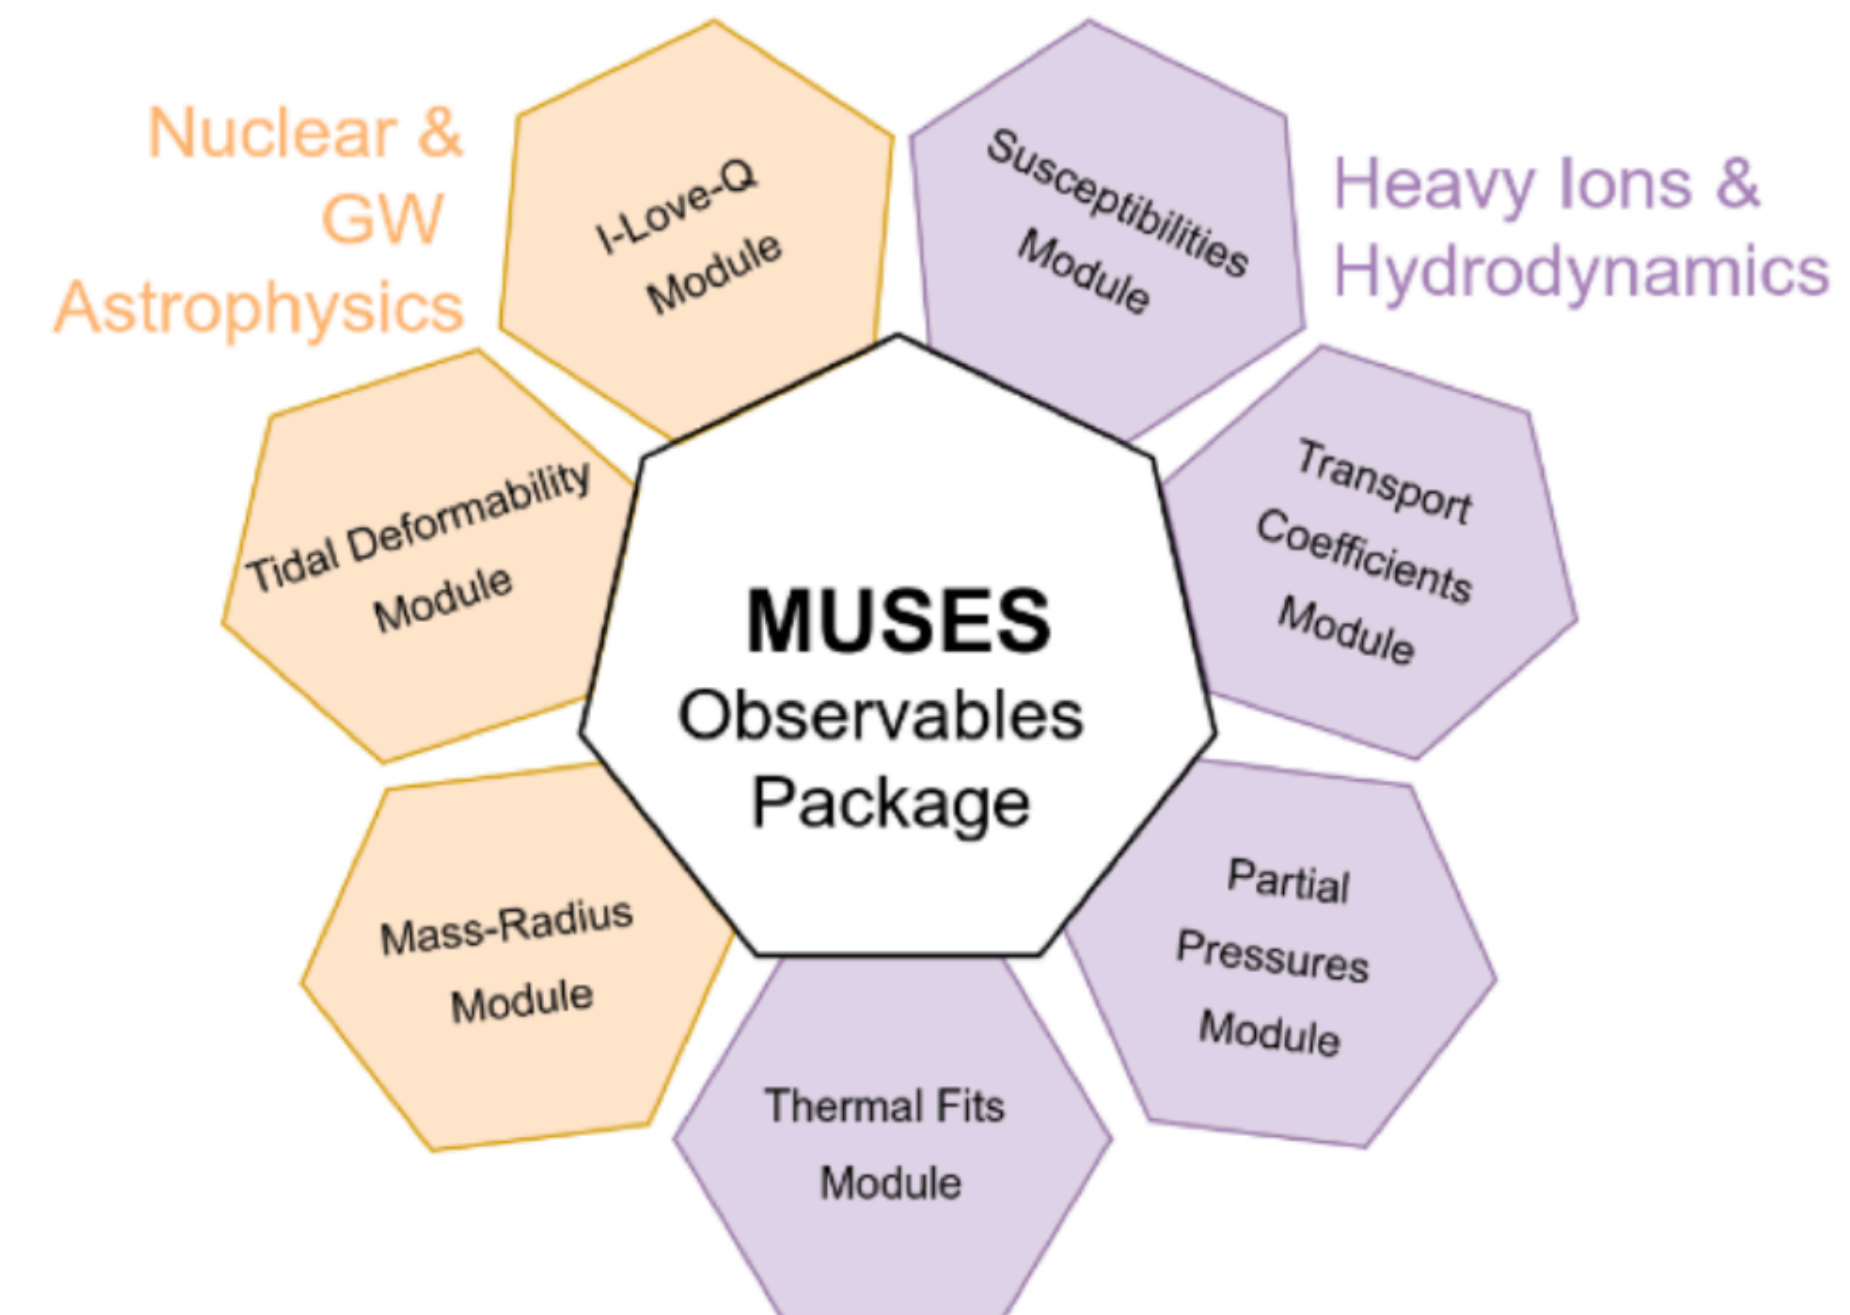 Nuclear &
GW
Astrophysics
I-Love-Q
Module
Susceptibilities
Module
Heavy Ions &
Hydrodynamics
Tidal Deformability
Module
Transport
Coefficients
Module
MUSES
Observables
Package
Mass-Radius
Module
Partial
Pressures
Module
Thermal Fits
Module